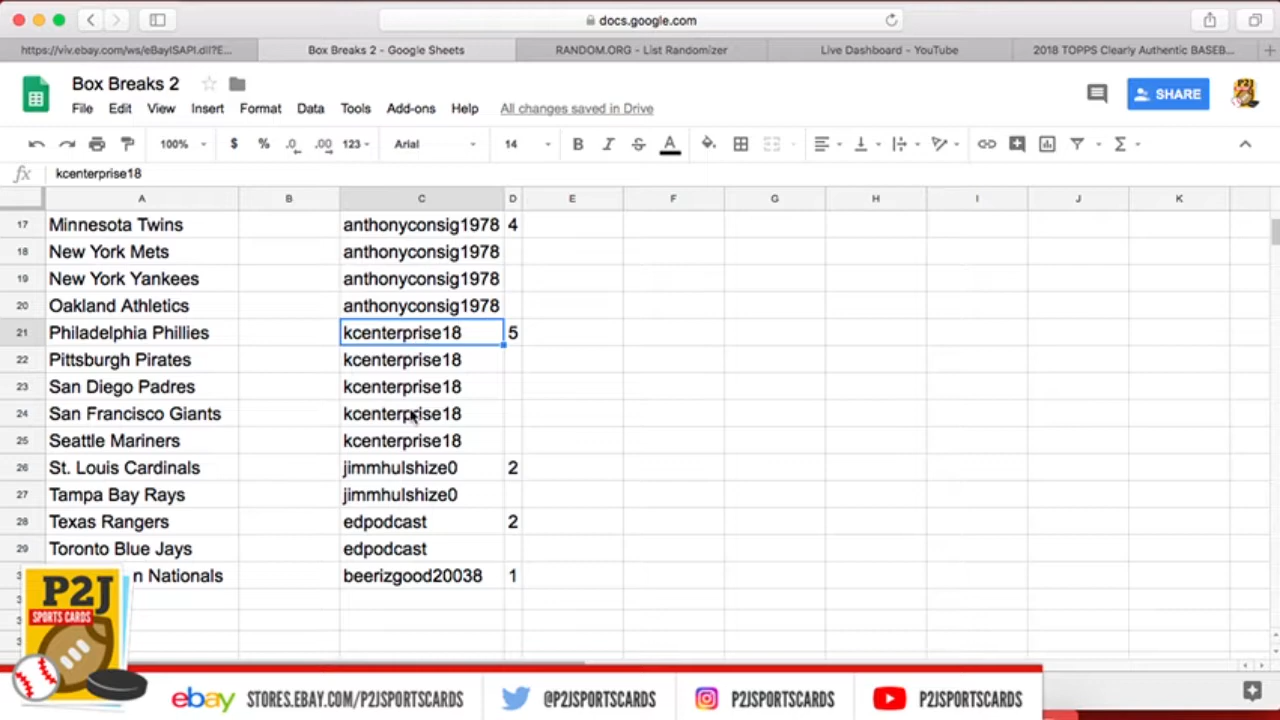 docs.google.com
https://viv.ebay.com/ws/eBayISAPI.dll?E...
Box Breaks 2 - Google Sheets
RANDOM.ORG - List Randomizer
Live Dashboard - YouTube
2018 TOPPS Clearly Authentic BASEB...
Box Breaks 2
File Edit View Insert Format Data Tools Add-ons Help All changes saved in Drive
SHARE
100% $ % .0 .00 123 Arial 14 B I S A
fx kcenterprise18
A B C D E F G H I J K
17 Minnesota Twins anthonyconsig1978 4
18 New York Mets anthonyconsig1978
19 New York Yankees anthonyconsig1978
20 Oakland Athletics anthonyconsig1978
21 Philadelphia Phillies kcenterprise18 5
22 Pittsburgh Pirates kcenterprise18
23 San Diego Padres kcenterprise18
24 San Francisco Giants kcenterprise18
25 Seattle Mariners kcenterprise18
26 St. Louis Cardinals jimmhulshize0 2
27 Tampa Bay Rays jimmhulshize0
28 Texas Rangers edpodcast 2
29 Toronto Blue Jays edpodcast
n Nationals beerizgood20038 1
P2J
SPORTS CARDS
ebay STORES.EBAY.COM/P2JSPORTSCARDS @P2JSPORTSCARDS P2JSPORTSCARDS P2JSPORTSCARDS